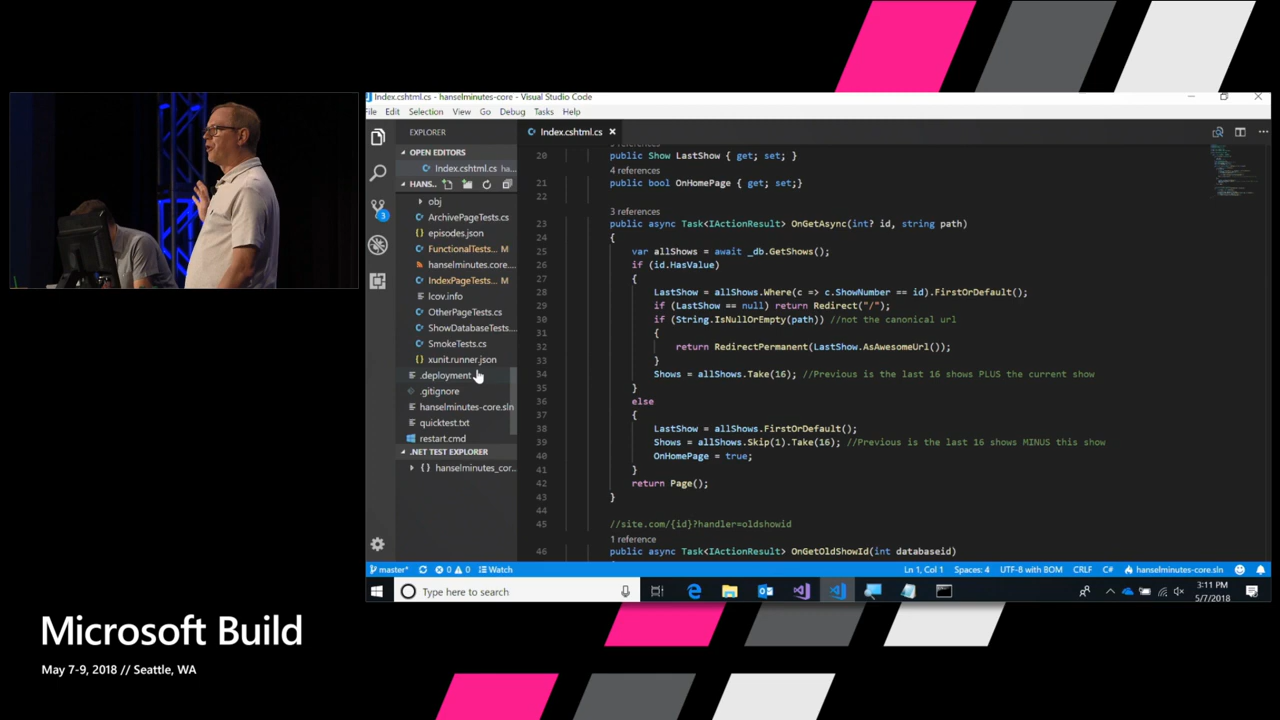 Index.cshtml.cs - hanselminutes-core - Visual Studio Code
File Edit Selection View Go Debug Tasks Help
EXPLORER
OPEN EDITORS
Index.cshtml.cs
HANS...
obj
ArchivePageTests.cs
episodes.json
FunctionalTests... M
hanselminutes.core....
IndexPageTests... M
lcov.info
OtherPageTests.cs
ShowDatabaseTests...
SmokeTests.cs
xunit.runner.json
.deployment
.gitignore
hanselminutes-core.sln
quicktest.txt
restart.cmd
.NET TEST EXPLORER
{} hanselminutes_cor...
3
Index.cshtml.cs
20 public Show LastShow { get; set; }
4 references
21 public bool OnHomePage { get; set;}
22
3 references
23 public async Task<IActionResult> OnGetAsync(int? id, string path)
24 {
25 var allShows = await _db.GetShows();
26 if (id.HasValue)
27 {
28 LastShow = allShows.Where(c => c.ShowNumber == id).FirstOrDefault();
29 if (LastShow == null) return Redirect("/");
30 if (String.IsNullOrEmpty(path)) //not the canonical url
31 {
32 return RedirectPermanent(LastShow.AsAwesomeUrl());
33 }
34 Shows = allShows.Take(16); //Previous is the last 16 shows PLUS the current show
35 }
36 else
37 {
38 LastShow = allShows.FirstOrDefault();
39 Shows = allShows.Skip(1).Take(16); //Previous is the last 16 shows MINUS this show
40 OnHomePage = true;
41 }
42 return Page();
43 }
44
45 //site.com/{id}?handler=oldshowid
1 reference
46 public async Task<IActionResult> OnGetOldShowId(int databaseid)
master* 0 0 Watch
Ln 1, Col 1 Spaces: 4 UTF-8 with BOM CRLF C# hanselminutes-core.sln
Type here to search
3:11 PM
5/7/2018
Microsoft Build
May 7-9, 2018 // Seattle, WA